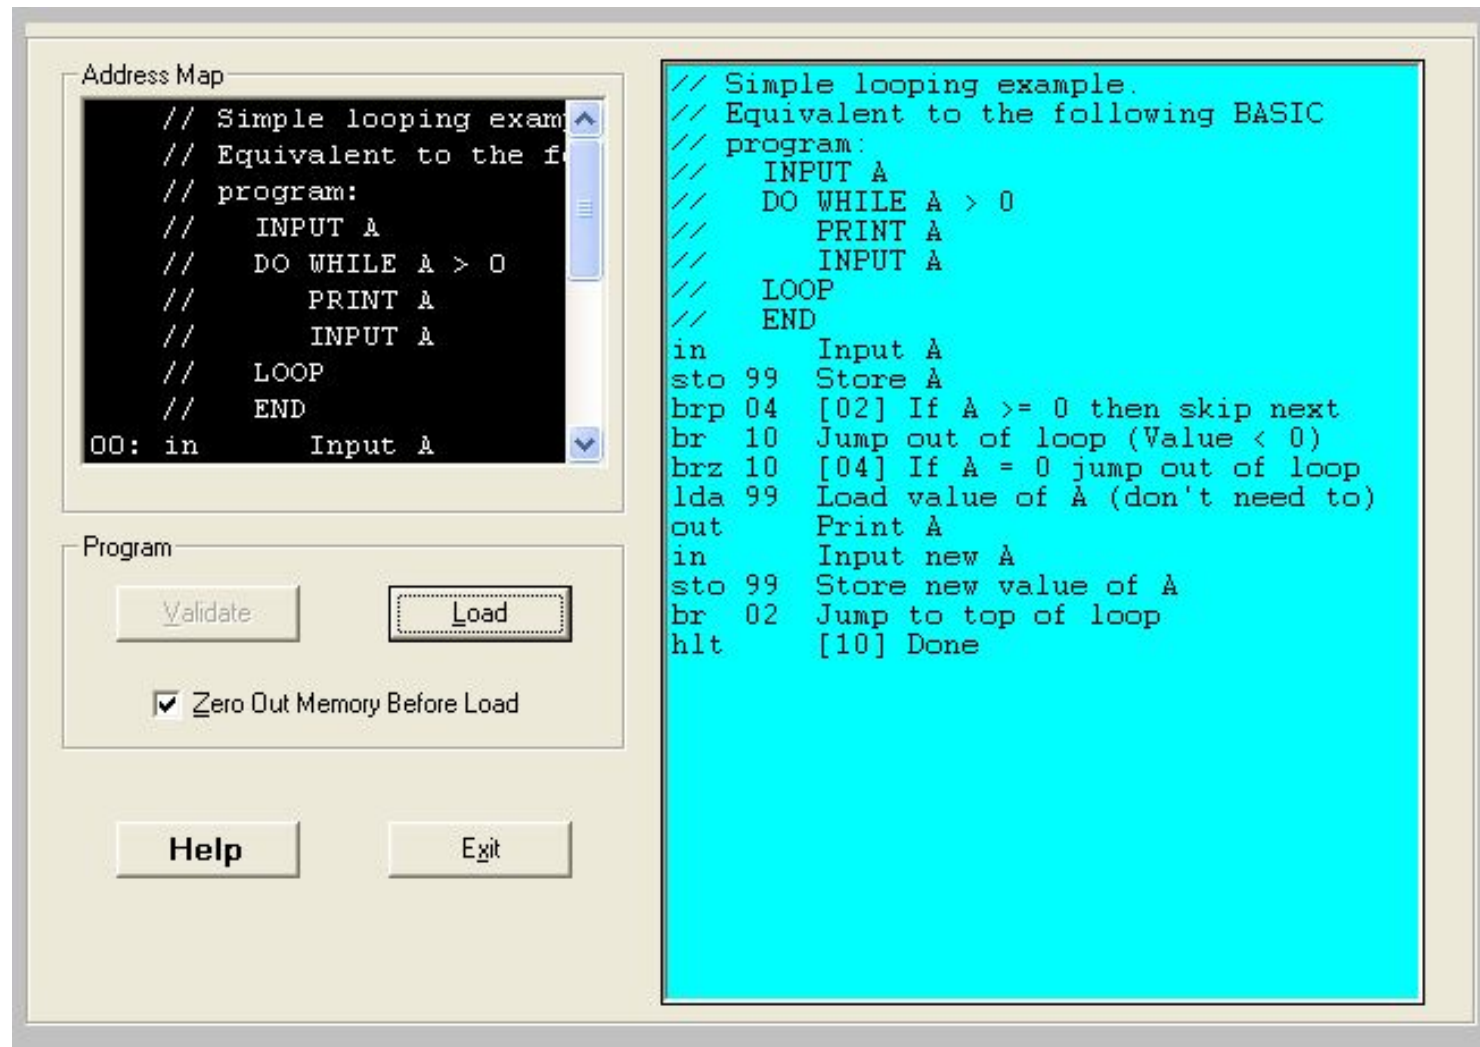 Address Map
// Simple looping exam
// Equivalent to the f
// program:
//    INPUT A
//    DO WHILE A > 0
//       PRINT A
//       INPUT A
//    LOOP
//    END
00: in      Input A
Program
Validate
Load
Zero Out Memory Before Load
Help
Exit
// Simple looping example.
// Equivalent to the following BASIC
// program:
//   INPUT A
//   DO WHILE A > 0
//      PRINT A
//      INPUT A
//   LOOP
//   END
in      Input A
sto 99  Store A
brp 04  [02] If A >= 0 then skip next
br  10  Jump out of loop (Value < 0)
brz 10  [04] If A = 0 jump out of loop
lda 99  Load value of A (don't need to)
out     Print A
in      Input new A
sto 99  Store new value of A
br  02  Jump to top of loop
hlt     [10] Done